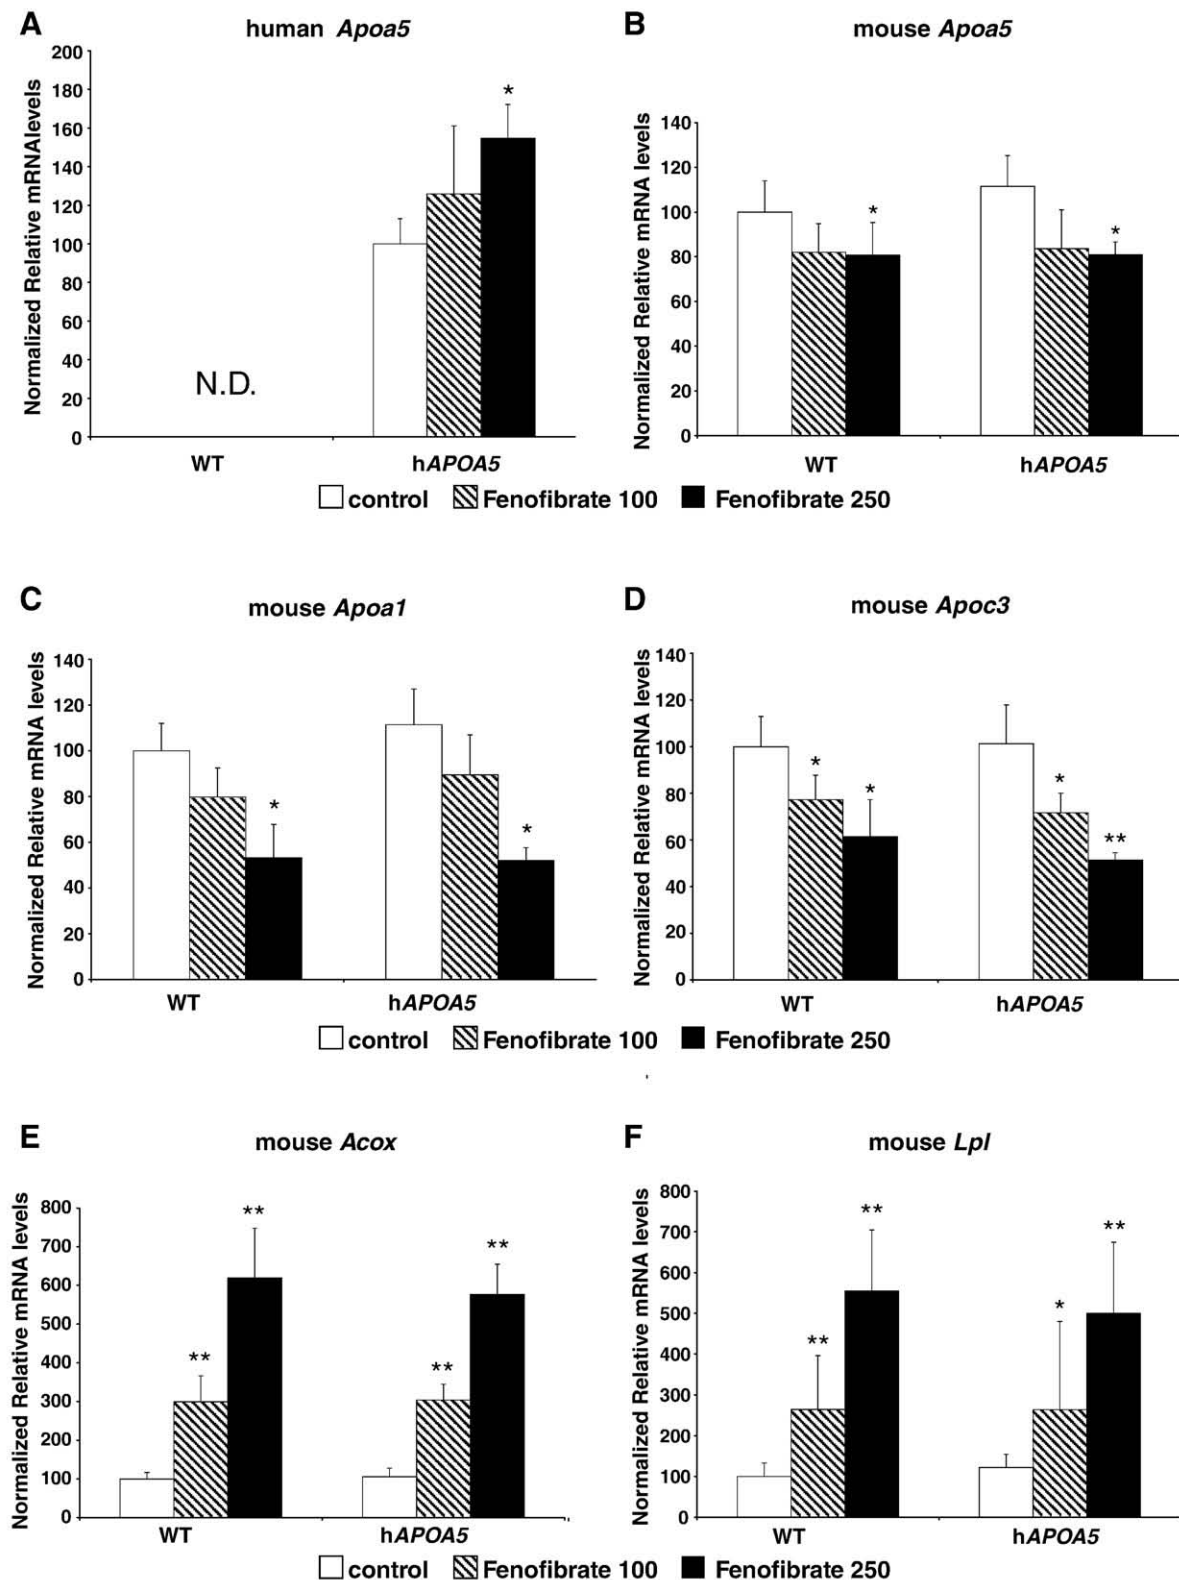 A
human Apoa5
Normalized Relative mRNAlevels
200
180
160
140
120
100
80
60
40
20
0
*
N.D.
WT
hAPOA5
B
mouse Apoa5
Normalized Relative mRNA levels
140
120
100
80
60
40
20
0
*
*
WT
hAPOA5
control Fenofibrate 100 Fenofibrate 250
C
mouse Apoa1
Normalized Relative mRNA levels
140
120
100
80
60
40
20
0
*
*
WT
hAPOA5
D
mouse Apoc3
Normalized Relative mRNA levels
140
120
100
80
60
40
20
0
*
*
*
**
WT
hAPOA5
control Fenofibrate 100 Fenofibrate 250
E
mouse Acox
Normalized Relative mRNA levels
800
700
600
500
400
300
200
100
0
**
**
**
**
WT
hAPOA5
F
mouse Lpl
Normalized Relative mRNA levels
800
700
600
500
400
300
200
100
0
**
**
*
**
WT
hAPOA5
control Fenofibrate 100 Fenofibrate 250